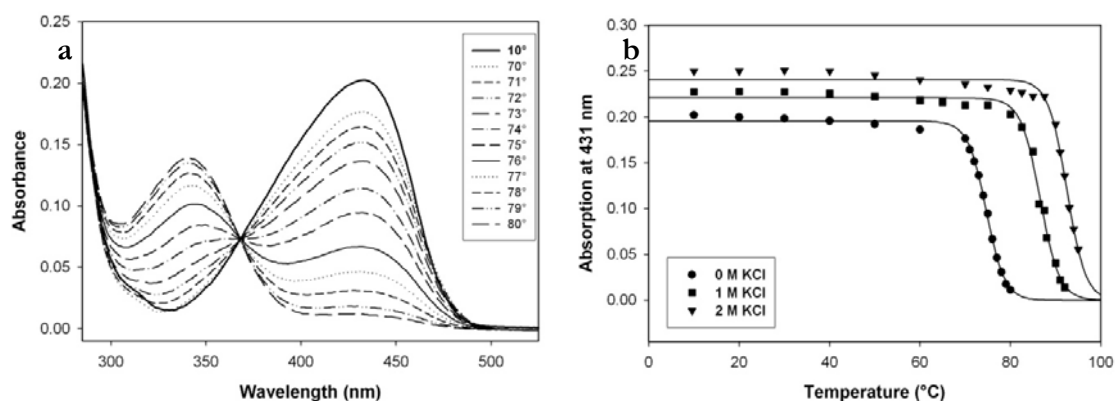 a
0.25
0.20
0.15
0.10
0.05
0.00
Absorbance
300 350 400 450 500
Wavelength (nm)
10°
70°
71°
72°
73°
74°
75°
76°
77°
78°
79°
80°
b
0.30
0.25
0.20
0.15
0.10
0.05
0.00
Absorption at 431 nm
0 20 40 60 80 100
Temperature (°C)
0 M KCl
1 M KCl
2 M KCl